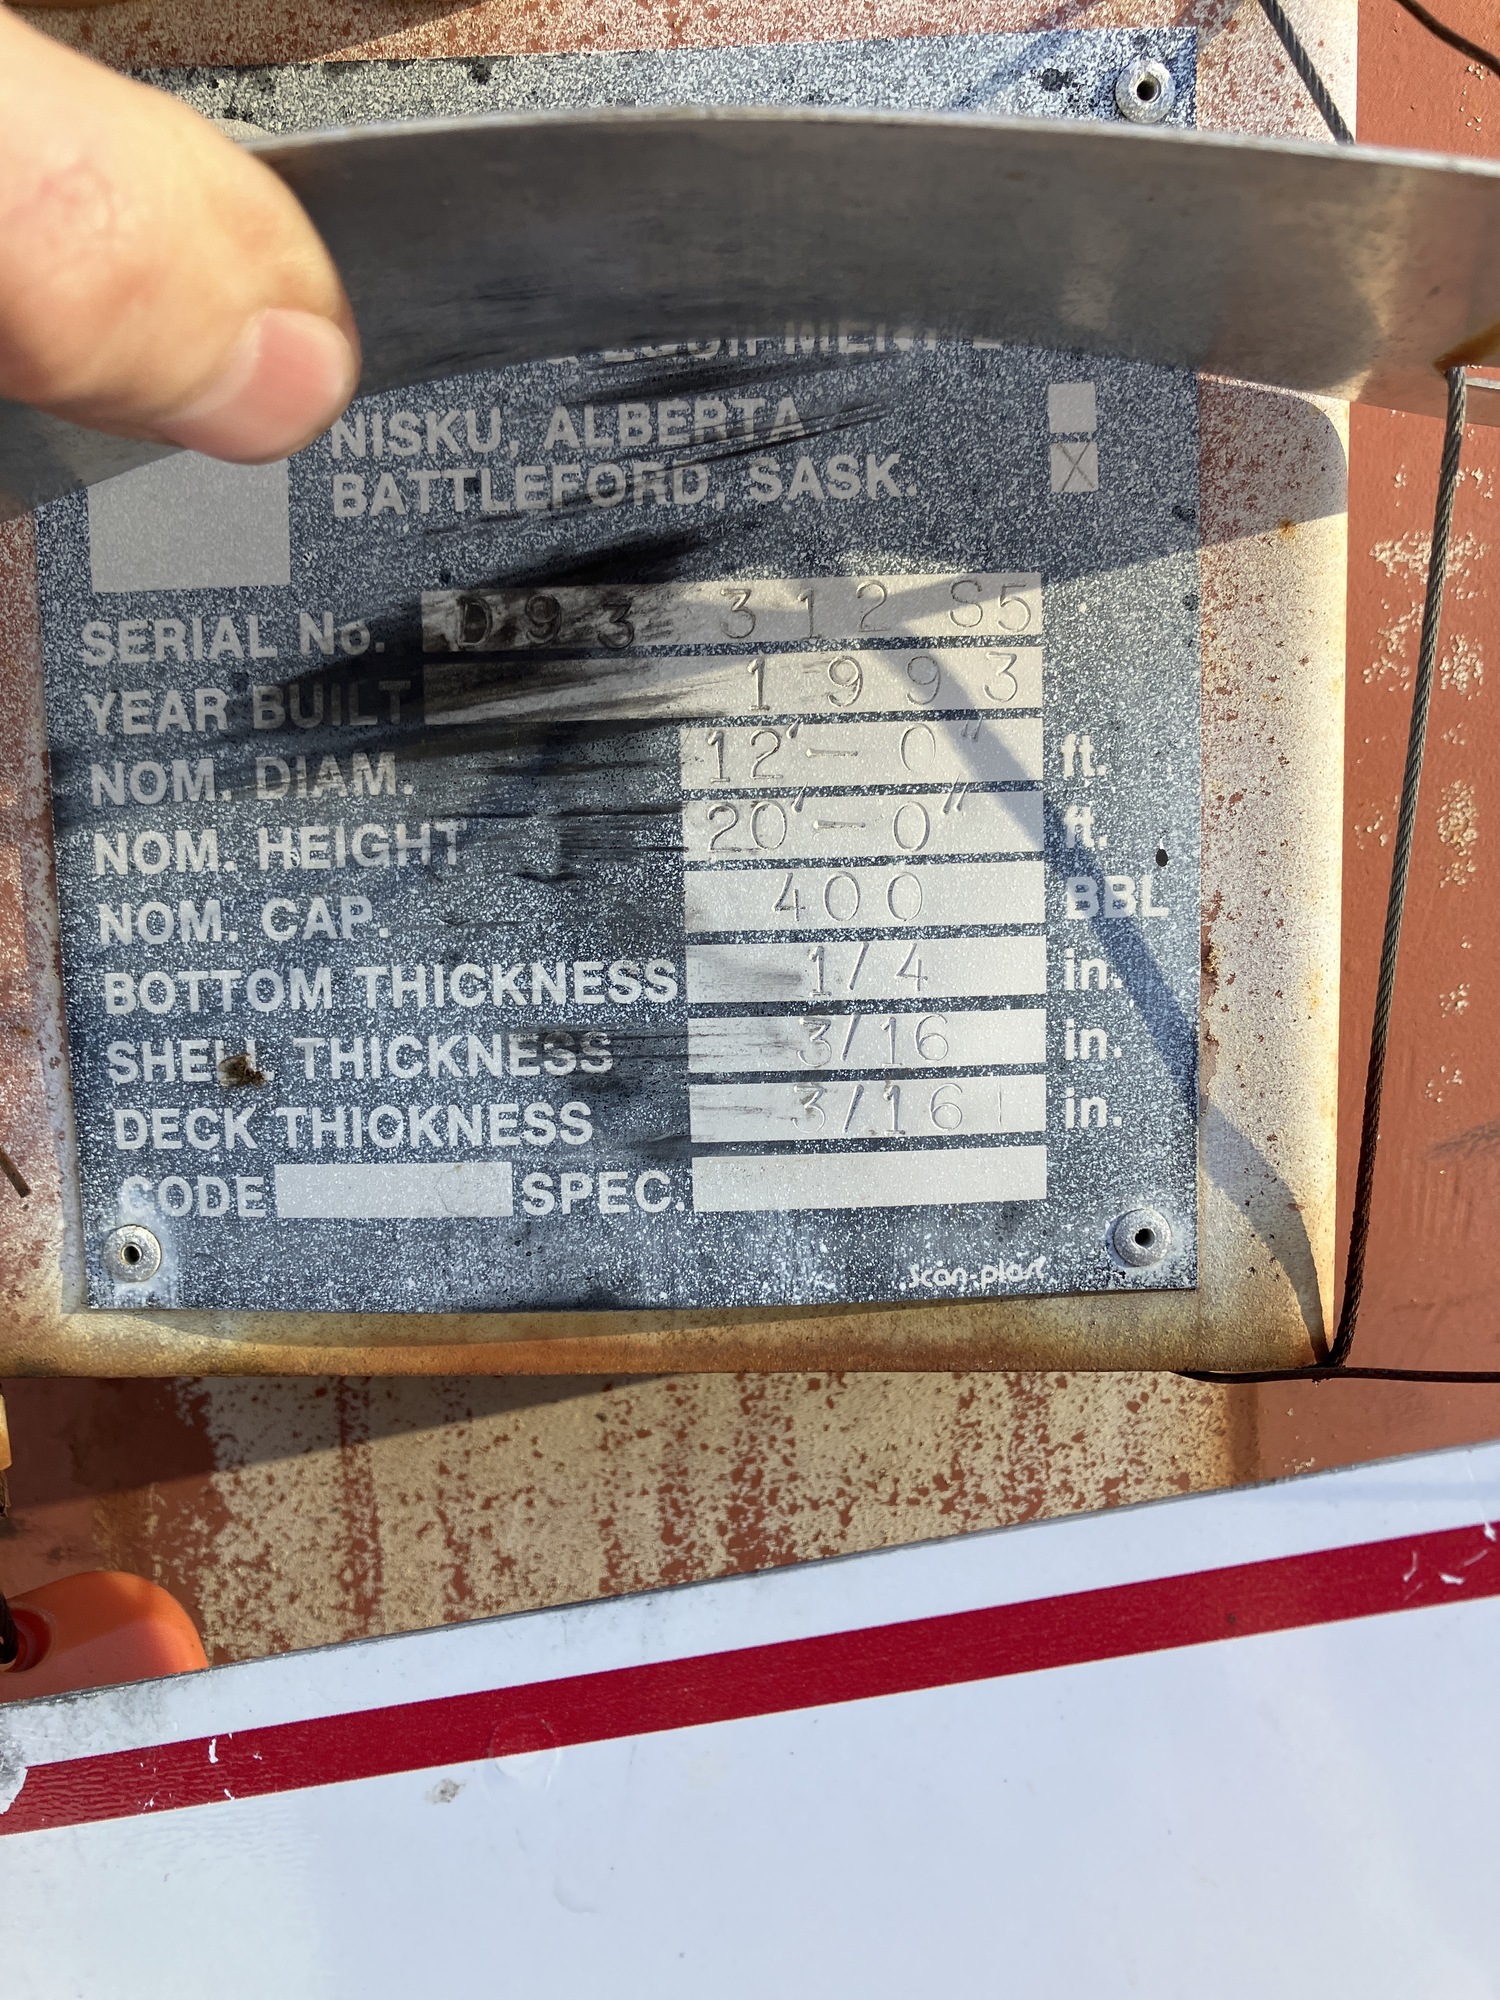 EQUIPMENT
NISKU, ALBERTA
BATTLEFORD, SASK. X
SERIAL No. D93 312 S5
YEAR BUILT 1993
NOM. DIAM. 12'-0" ft.
NOM. HEIGHT 20'-0" ft.
NOM. CAP. 400 BBL
BOTTOM THICKNESS 1/4 in.
SHELL THICKNESS 3/16 in.
DECK THICKNESS 3/16 in.
CODE SPEC.
scan-plast